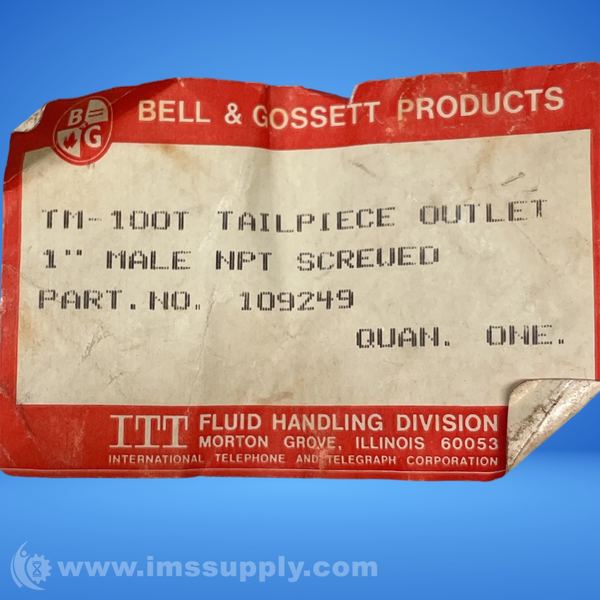 B G
BELL & GOSSETT PRODUCTS
TM-100T TAILPIECE OUTLET
1" MALE NPT SCREWED
PART.NO. 109249
QUAN. ONE.
ITT FLUID HANDLING DIVISION
MORTON GROVE, ILLINOIS 60053
INTERNATIONAL TELEPHONE AND TELEGRAPH CORPORATION
www.imssupply.com